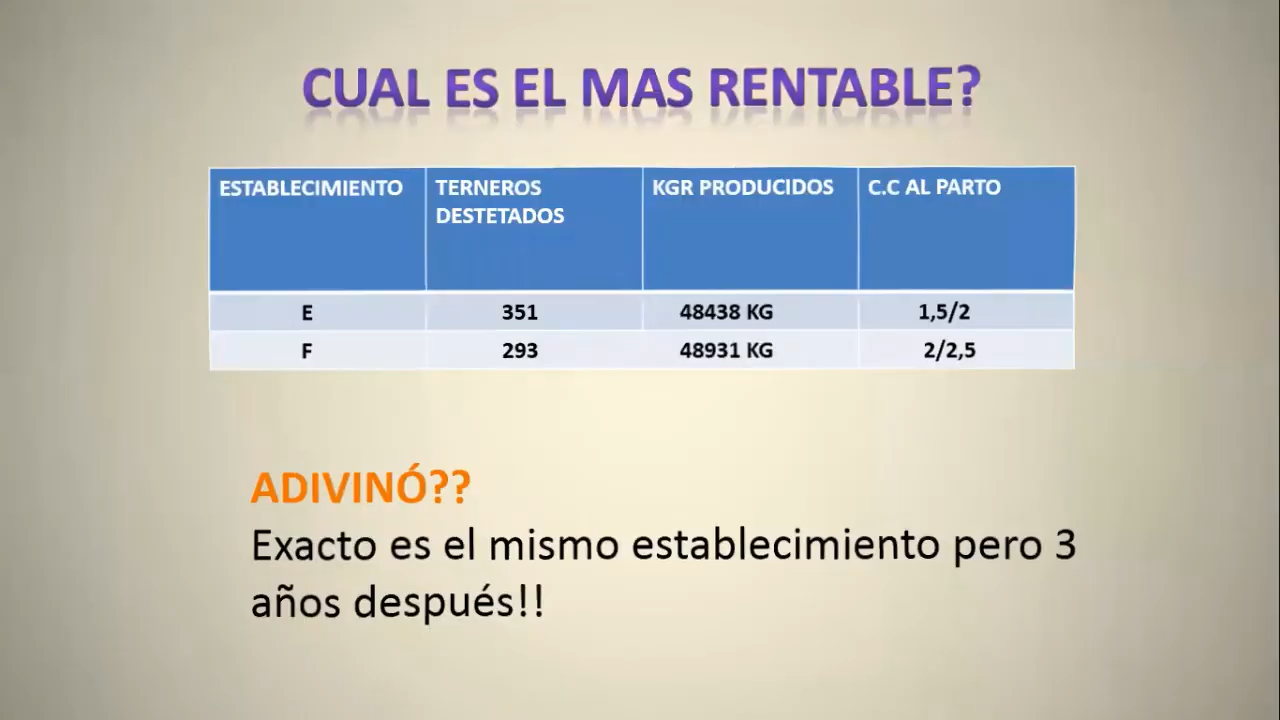 CUAL ES EL MAS RENTABLE?
ESTABLECIMIENTO TERNEROS DESTETADOS KGR PRODUCIDOS C.C AL PARTO
E 351 48438 KG 1,5/2
F 293 48931 KG 2/2,5
ADIVINÓ??
Exacto es el mismo establecimiento pero 3
años después!!